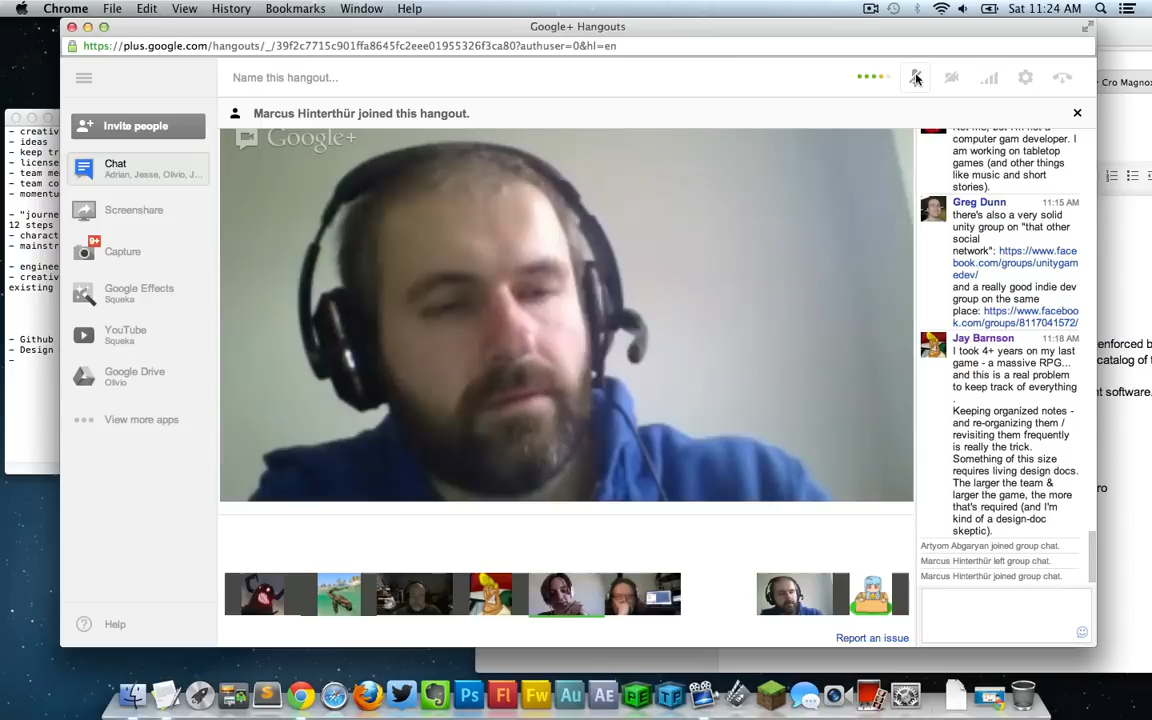 Chrome File Edit View History Bookmarks Window Help Sat 11:24 AM
Google+ Hangouts
https://plus.google.com/hangouts/_/39f2c7715c901ffa8645fc2eee01955326f3ca80?authuser=0&hl=en
Name this hangout...
Cro Magnox
Marcus Hinterthür joined this hangout.
Invite people
Chat
Adrian, Jesse, Olivio, J...
Screenshare
9+
Capture
Google Effects
Squeka
YouTube
Squeka
Google Drive
Olivio
View more apps
Help
- creativ
- ideas
- keep tr
- license
- team me
- team co
- momentu
- "journe
12 steps
- charact
- mainstr
- enginee
- creativ
existing
- Github
- Design
-
Google+
Not me, but I'm not a
computer gam developer. I
am working on tabletop
games (and other things
like music and short
stories).
Greg Dunn 11:15 AM
there's also a very solid
unity group on "that other
social
network": https://www.face
book.com/groups/unitygam
edev/
and a really good indie dev
group on the same
place: https://www.faceboo
k.com/groups/8117041572/
Jay Barnson 11:18 AM
I took 4+ years on my last
game - a massive RPG...
and this is a real problem
to keep track of everything
.
Keeping organized notes -
and re-organizing them /
revisiting them frequently
is really the trick.
Something of this size
requires living design docs.
The larger the team &
larger the game, the more
that's required (and I'm
kind of a design-doc
skeptic).
Artyom Abgaryan joined group chat.
Marcus Hinterthür left group chat.
Marcus Hinterthür joined group chat.
Report an issue
enforced b
catalog of t
nt software.
ro
Ps Fl Fw Au Ae